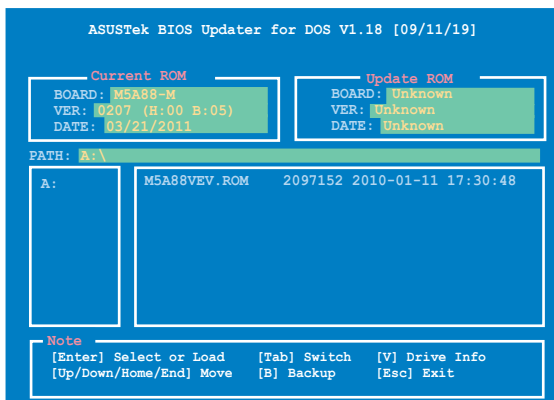 ASUSTek BIOS Updater for DOS V1.18 [09/11/19]
Current ROM
BOARD: M5A88-M
VER: 0207 (H:00 B:05)
DATE: 03/21/2011
Update ROM
BOARD: Unknown
VER: Unknown
DATE: Unknown
PATH: A:\
A:
M5A88VEV.ROM 2097152 2010-01-11 17:30:48
Note
[Enter] Select or Load [Tab] Switch [V] Drive Info
[Up/Down/Home/End] Move [B] Backup [Esc] Exit